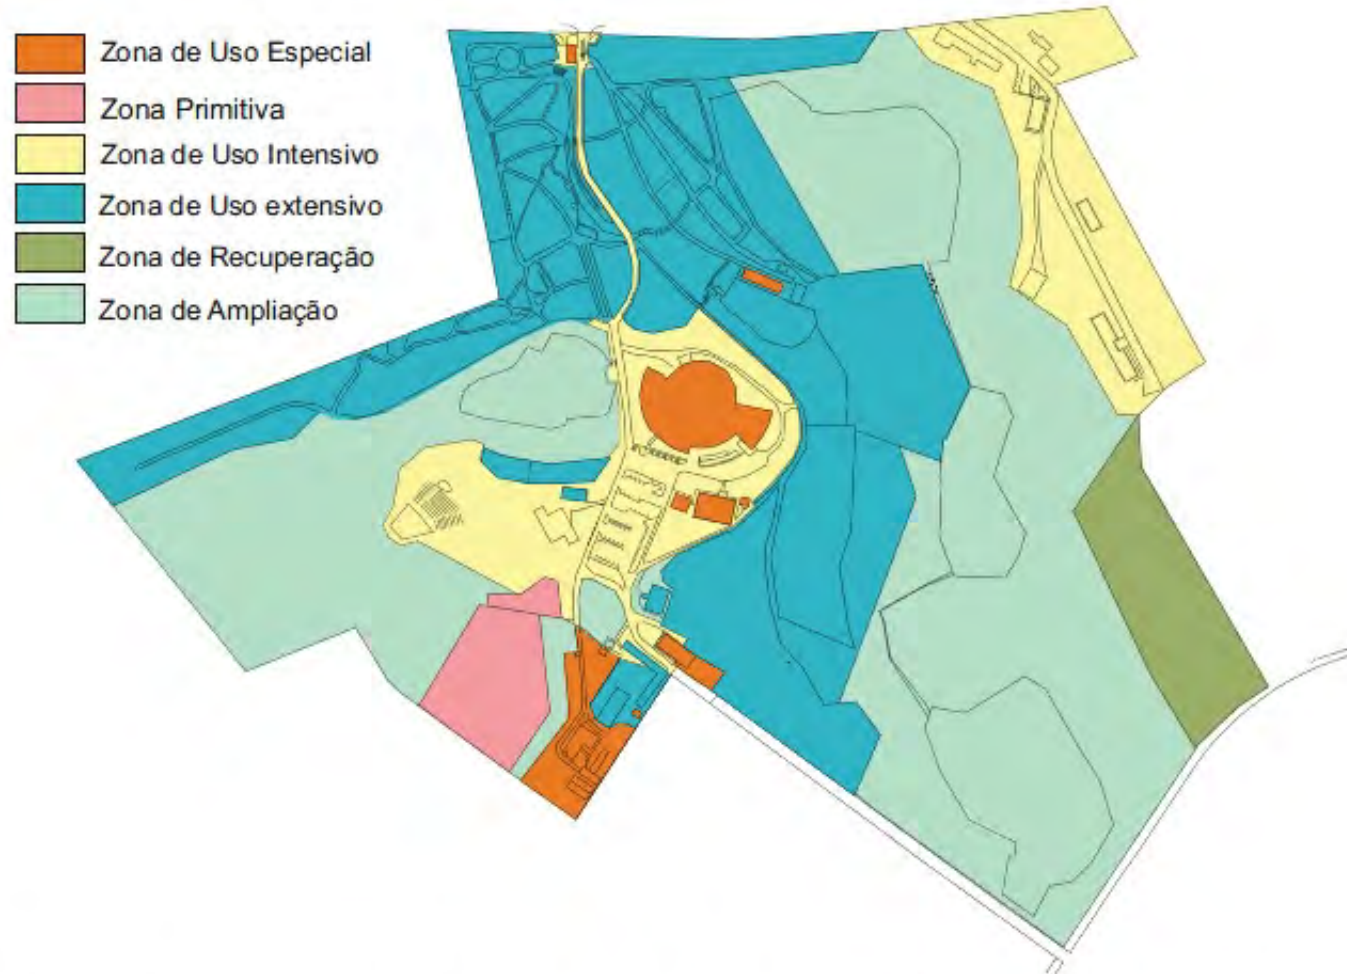 Zona de Uso Especial
Zona Primitiva
Zona de Uso Intensivo
Zona de Uso extensivo
Zona de Recuperação
Zona de Ampliação